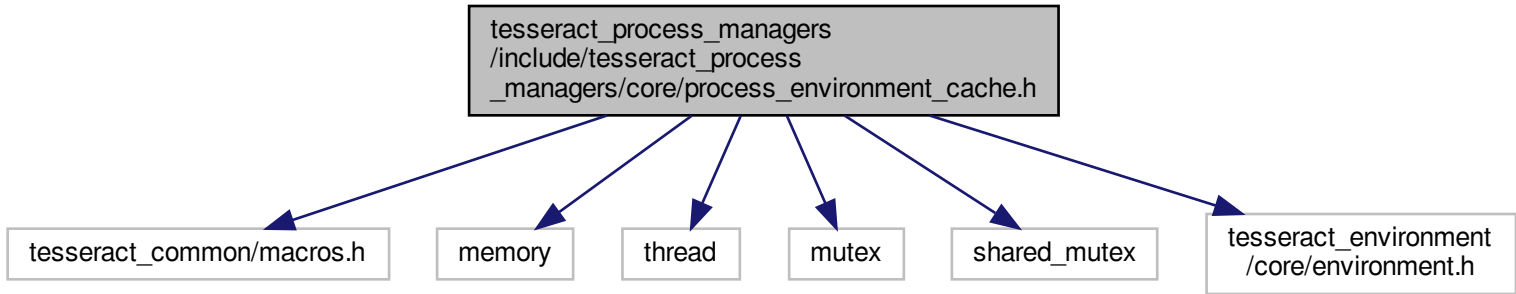 tesseract_process_managers
/include/tesseract_process
_managers/core/process_environment_cache.h
tesseract_common/macros.h
memory
thread
mutex
shared_mutex
tesseract_environment
/core/environment.h